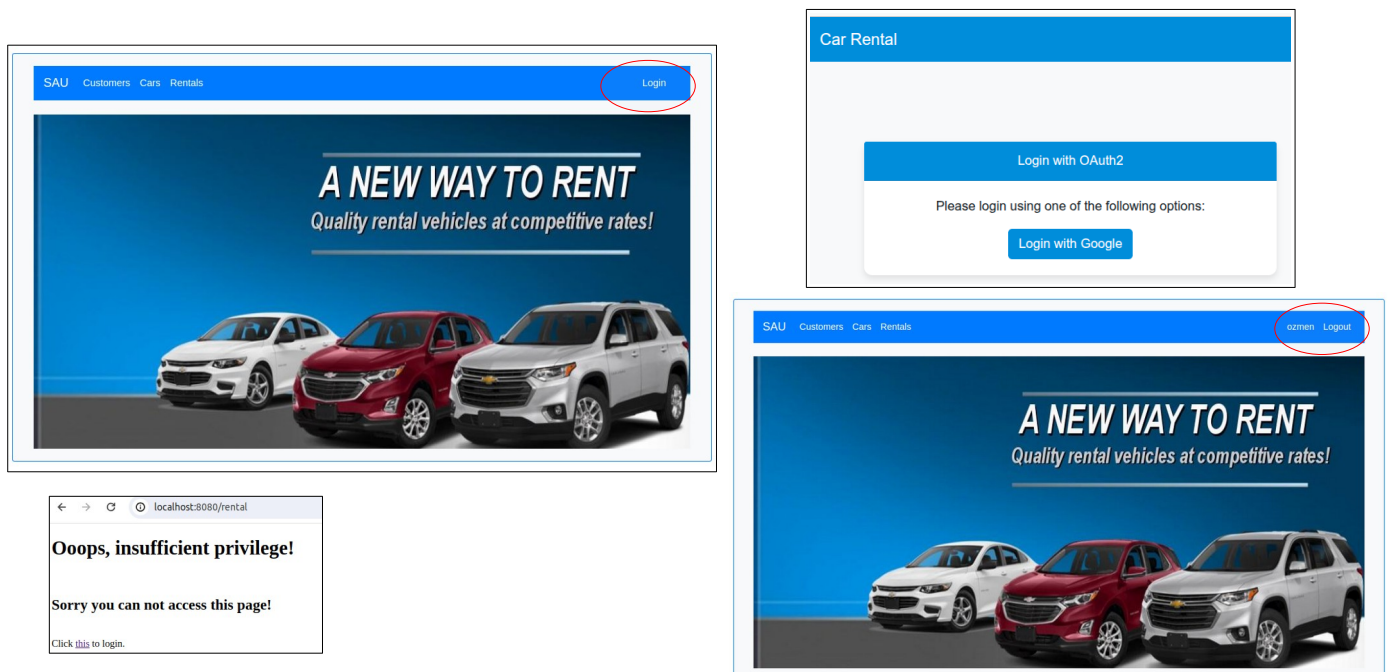 SAU Customers Cars Rentals Login
A NEW WAY TO RENT
Quality rental vehicles at competitive rates!
Car Rental
Login with OAuth2
Please login using one of the following options:
Login with Google
localhost:8080/rental
Ooops, insufficient privilege!
Sorry you can not access this page!
Click this to login.
SAU Customers Cars Rentals ozmen Logout
A NEW WAY TO RENT
Quality rental vehicles at competitive rates!